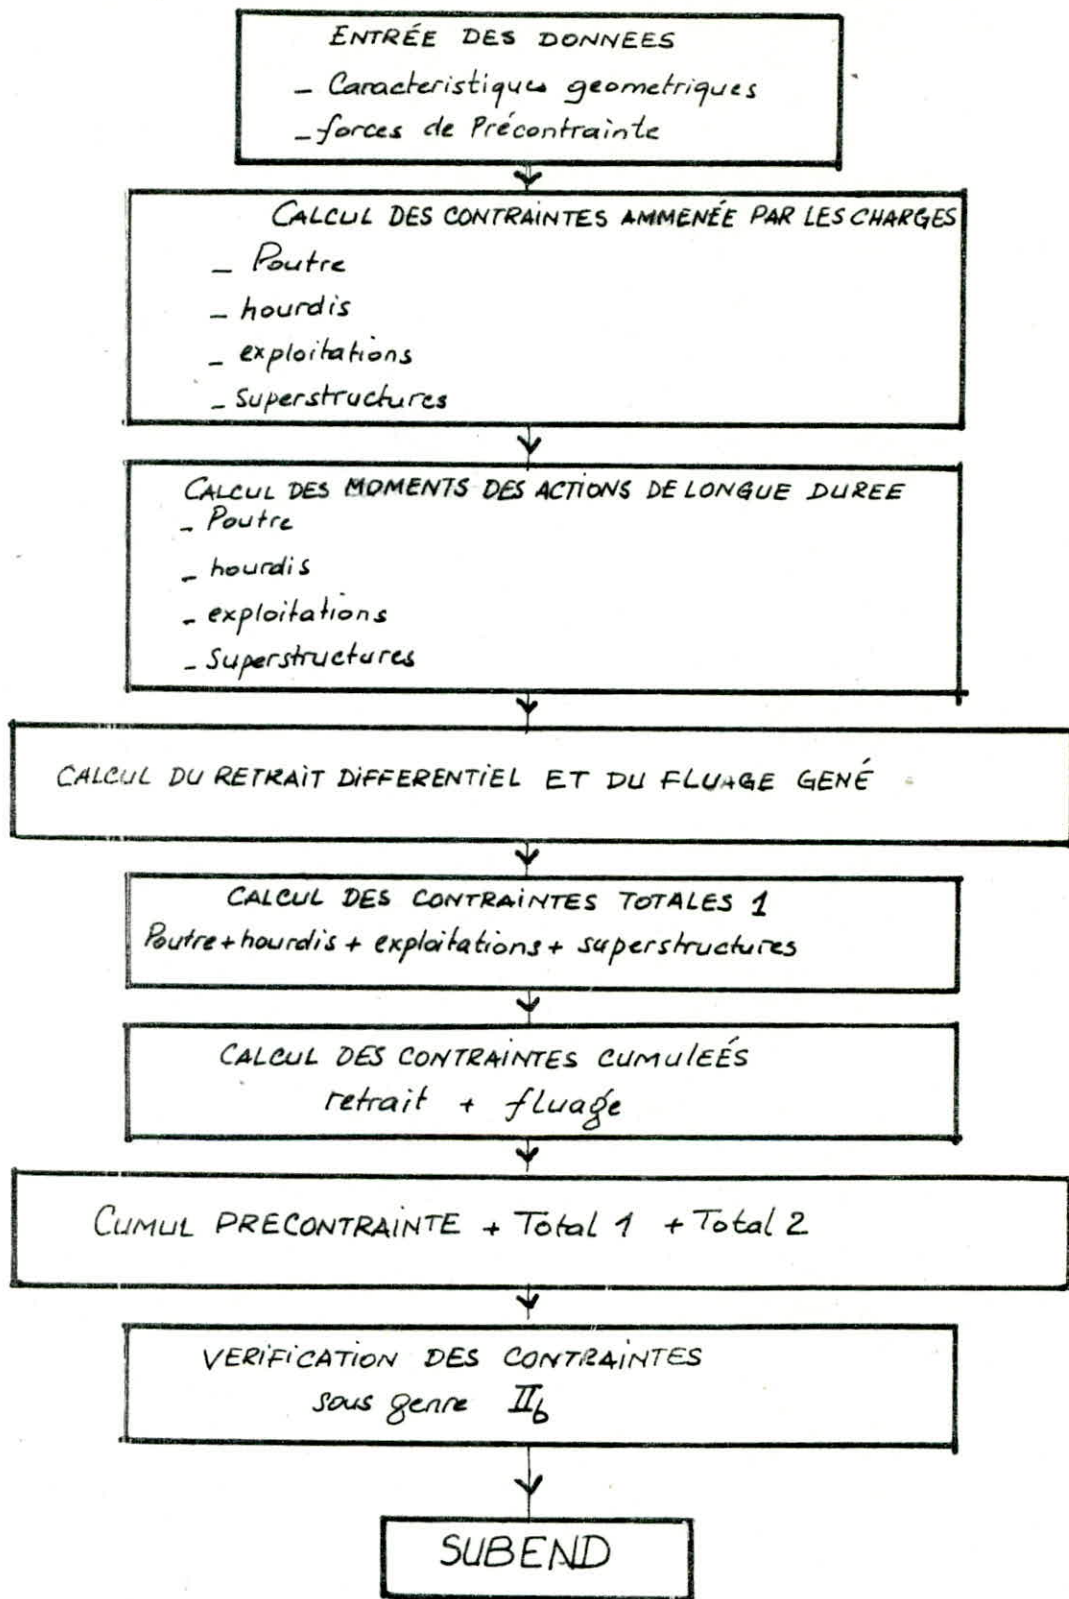 ENTRÉE DES DONNEES
- Caracteristiques geometriques
- forces de Précontrainte
CALCUL DES CONTRAINTES AMMENÉE PAR LES CHARGES
- Poutre
- hourdis
- exploitations
- Superstructures
CALCUL DES MOMENTS DES ACTIONS DE LONGUE DUREE
- Poutre
- hourdis
- exploitations
- Superstructures
CALCUL DU RETRAIT DIFFERENTIEL ET DU FLUAGE GENÉ
CALCUL DES CONTRAINTES TOTALES 1
Poutre + hourdis + exploitations + superstructures
CALCUL DES CONTRAINTES CUMULEÉS
retrait + fluage
CUMUL PRECONTRAINTE + Total 1 + Total 2
VERIFICATION DES CONTRAINTES
sous genre IIb
SUBEND